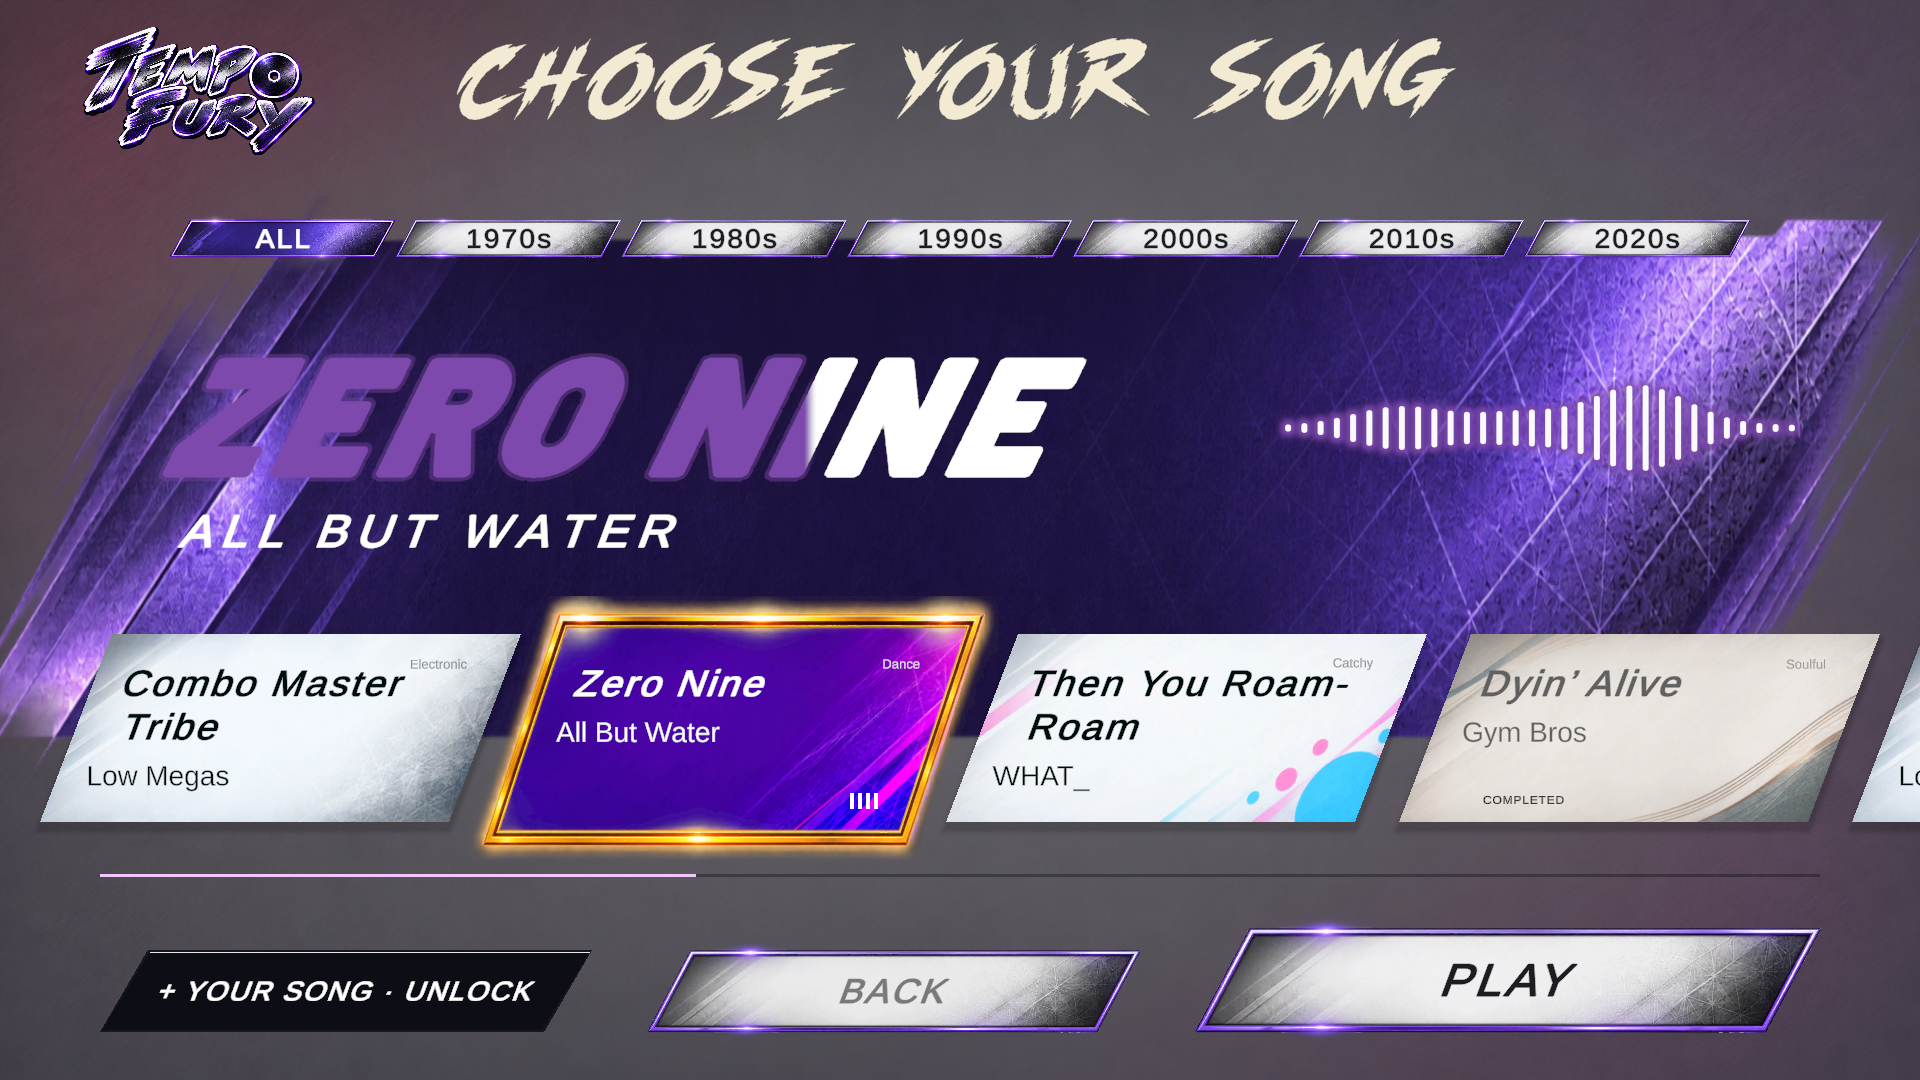 TEMPO
FURY
CHOOSE YOUR SONG
ALL
1970s
1980s
1990s
2000s
2010s
2020s
ZERO NINE
ALL BUT WATER
Combo Master
Tribe
Electronic
Low Megas
Zero Nine
Dance
All But Water
Then You Roam-
Roam
Catchy
WHAT_
Dyin’ Alive
Soulful
Gym Bros
COMPLETED
Lo
+ YOUR SONG · UNLOCK
BACK
PLAY